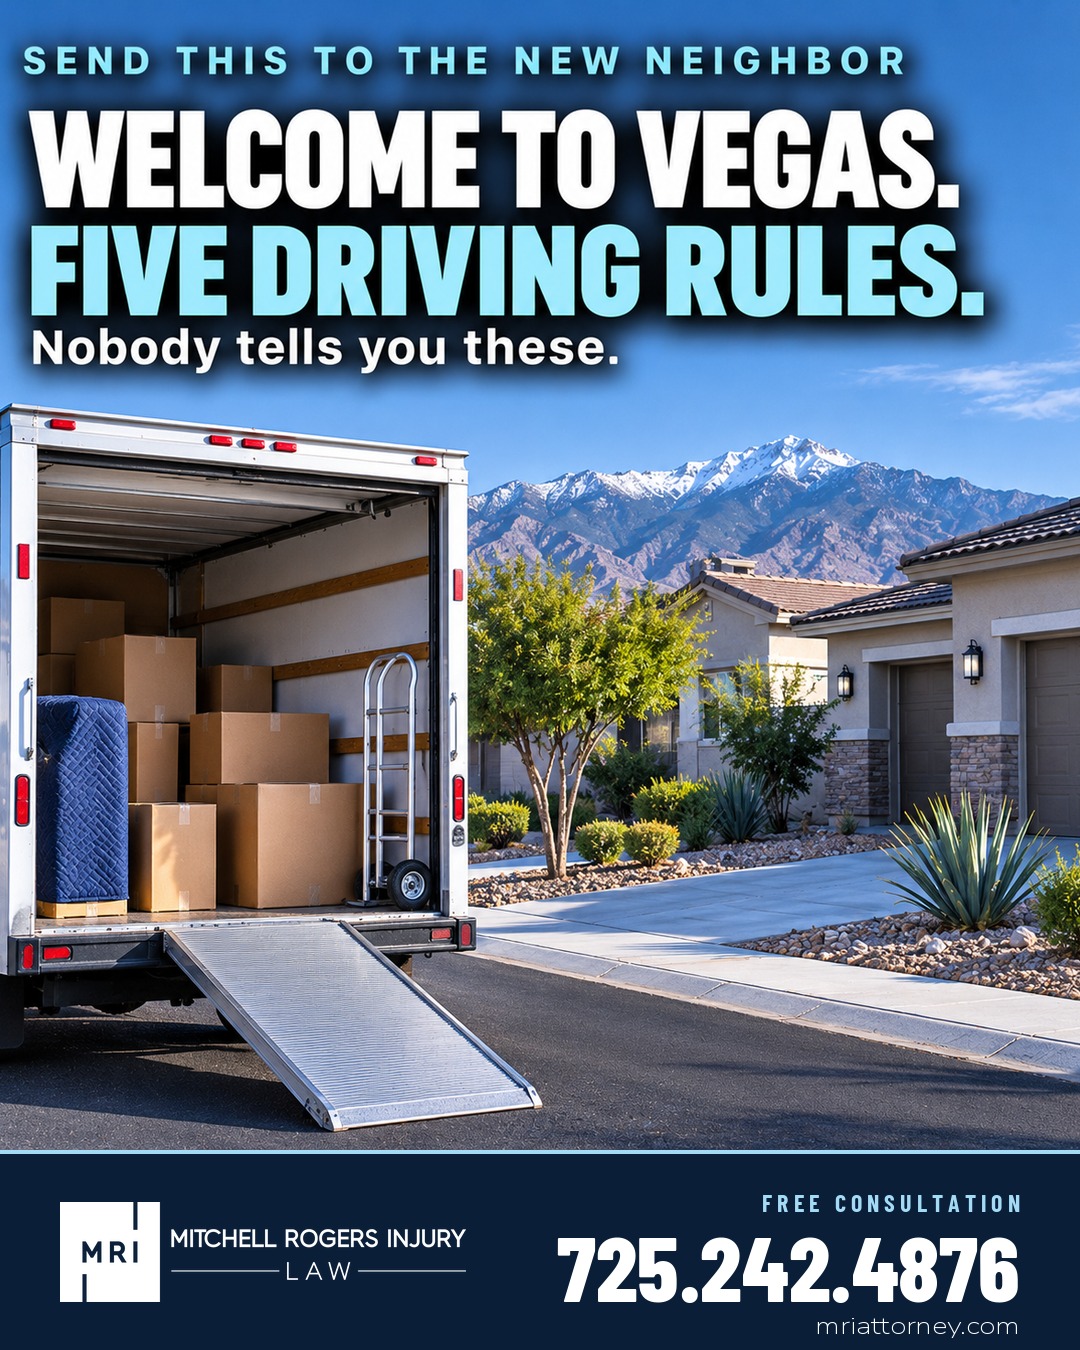 SEND THIS TO THE NEW NEIGHBOR
WELCOME TO VEGAS.
FIVE DRIVING RULES.
Nobody tells you these.
MRI
MITCHELL ROGERS INJURY
LAW
FREE CONSULTATION
725.242.4876
mriattorney.com